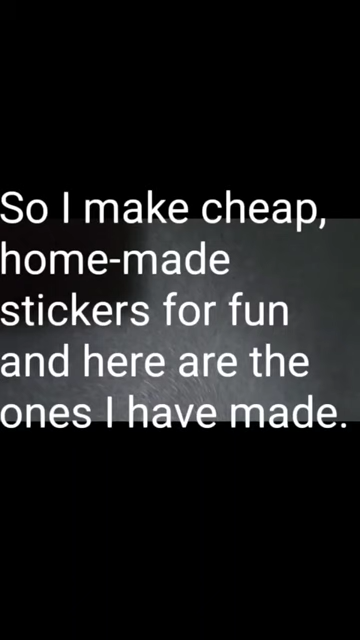 So I make cheap,
home-made
stickers for fun
and here are the
ones I have made.